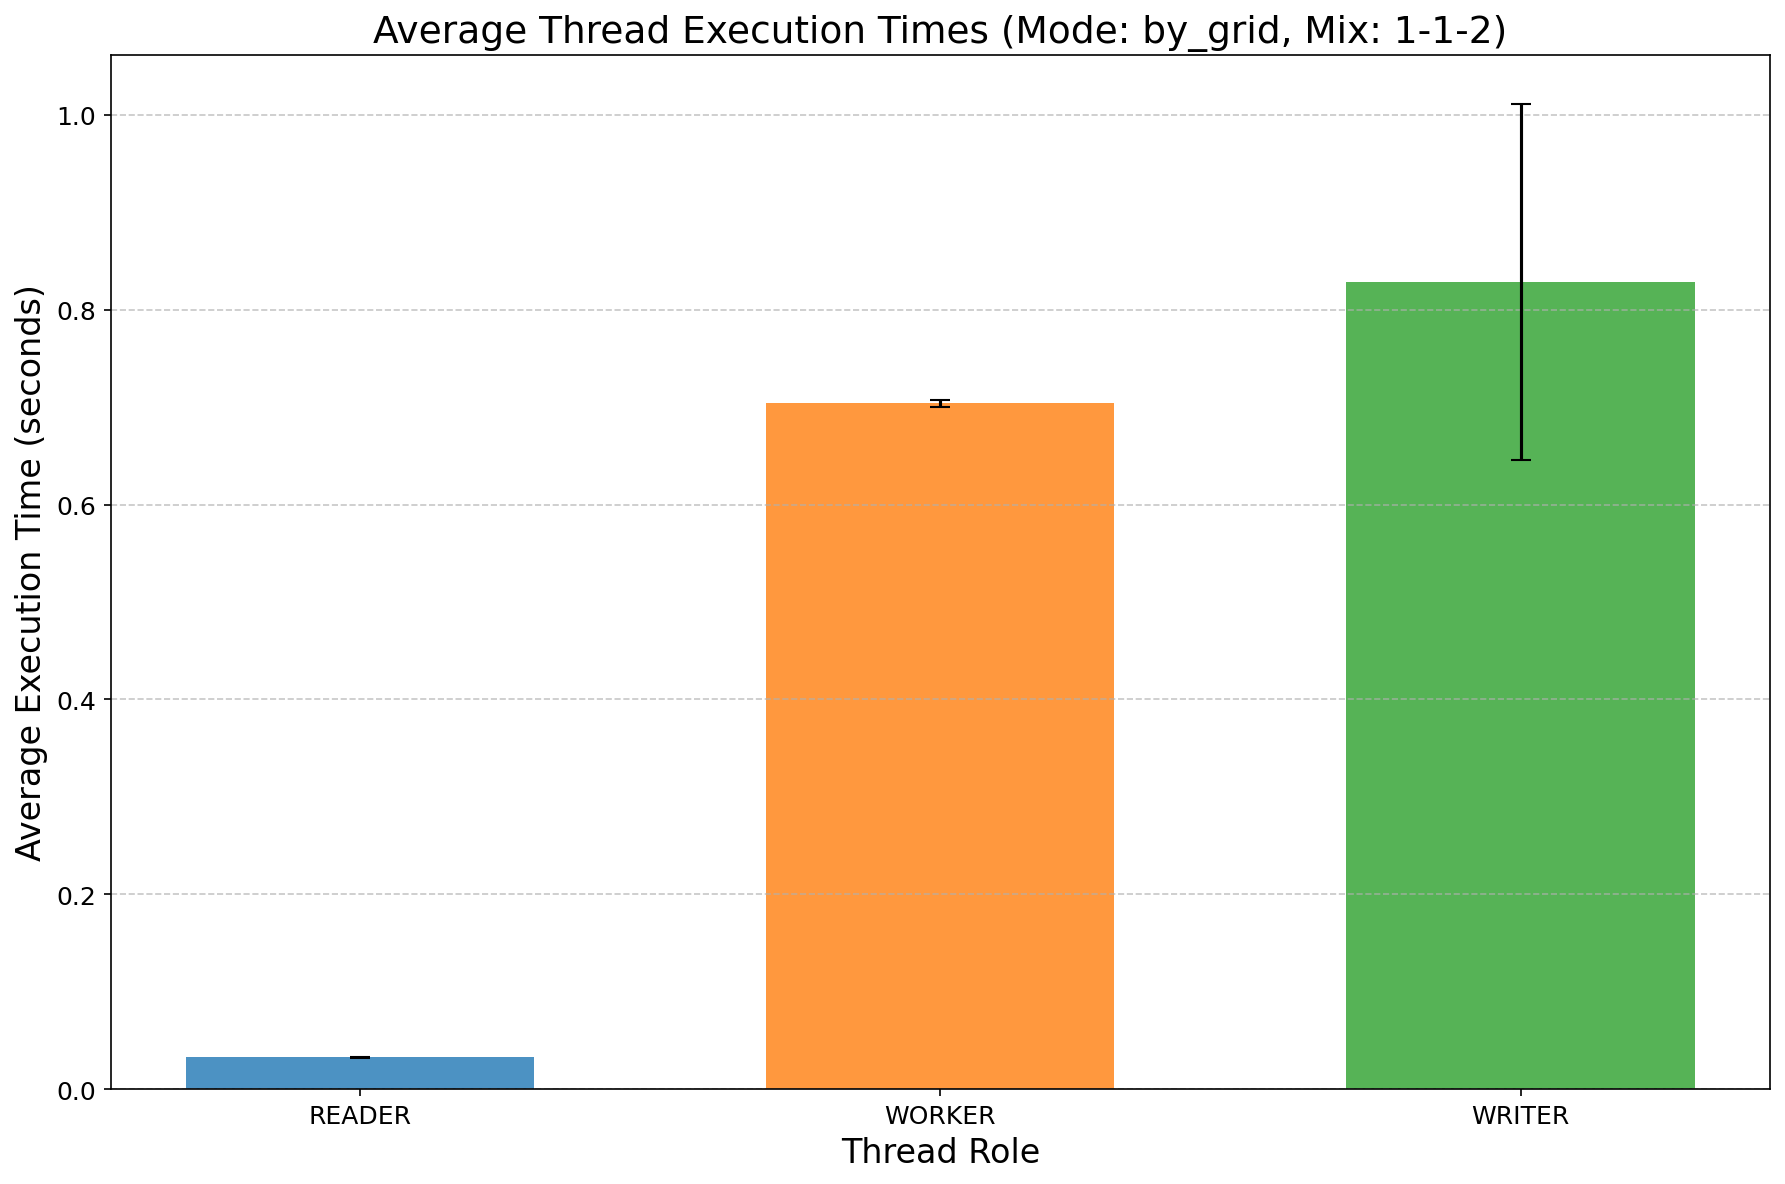 Average Thread Execution Times (Mode: by_grid, Mix: 1-1-2)
Average Execution Time (seconds)
1.0
0.8
0.6
0.4
0.2
0.0
READER WORKER WRITER
Thread Role